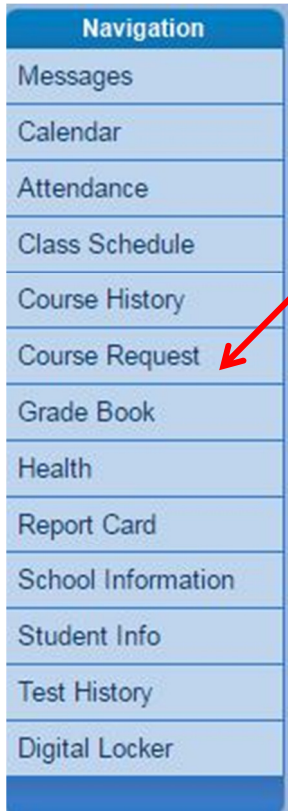 Navigation
Messages
Calendar
Attendance
Class Schedule
Course History
Course Request
Grade Book
Health
Report Card
School Information
Student Info
Test History
Digital Locker